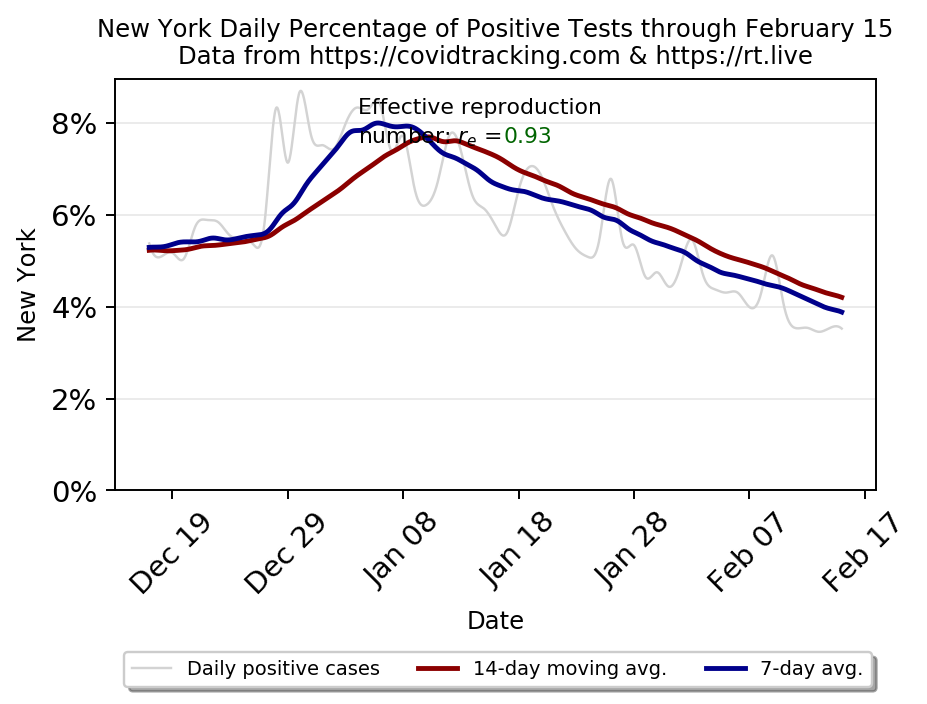 New York Daily Percentage of Positive Tests through February 15
Data from https://covidtracking.com & https://rt.live
Effective reproduction
number: rₑ =0.93
8%
6%
4%
2%
0%
New York
Dec 19
Dec 29
Jan 08
Jan 18
Jan 28
Feb 07
Feb 17
Date
Daily positive cases
14-day moving avg.
7-day avg.